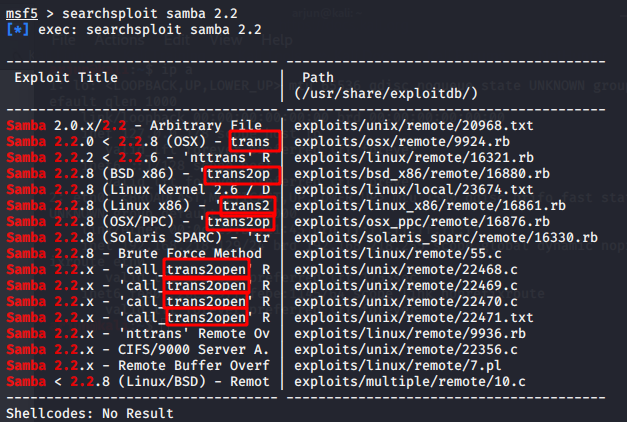 msf5 > searchsploit samba 2.2
[*] exec: searchsploit samba 2.2
Exploit Title | Path
| (/usr/share/exploitdb/)
Samba 2.0.x/2.2 - Arbitrary File | exploits/unix/remote/20968.txt
Samba 2.2.0 < 2.2.8 (OSX) - trans | exploits/osx/remote/9924.rb
Samba 2.2.2 < 2.2.6 - 'nttrans' R | exploits/linux/remote/16321.rb
Samba 2.2.8 (BSD x86) - 'trans2op | exploits/bsd_x86/remote/16880.rb
Samba 2.2.8 (Linux Kernel 2.6 / D | exploits/linux/local/23674.txt
Samba 2.2.8 (Linux x86) - 'trans2 | exploits/linux_x86/remote/16861.rb
Samba 2.2.8 (OSX/PPC) - 'trans2op | exploits/osx_ppc/remote/16876.rb
Samba 2.2.8 (Solaris SPARC) - 'tr | exploits/solaris_sparc/remote/16330.rb
Samba 2.2.8 - Brute Force Method | exploits/linux/remote/55.c
Samba 2.2.x - 'call_trans2open' R | exploits/unix/remote/22468.c
Samba 2.2.x - 'call_trans2open' R | exploits/unix/remote/22469.c
Samba 2.2.x - 'call_trans2open' R | exploits/unix/remote/22470.c
Samba 2.2.x - 'call_trans2open' R | exploits/unix/remote/22471.txt
Samba 2.2.x - 'nttrans' Remote Ov | exploits/linux/remote/9936.rb
Samba 2.2.x - CIFS/9000 Server A. | exploits/unix/remote/22356.c
Samba 2.2.x - Remote Buffer Overf | exploits/linux/remote/7.pl
Samba < 2.2.8 (Linux/BSD) - Remot | exploits/multiple/remote/10.c
Shellcodes: No Result